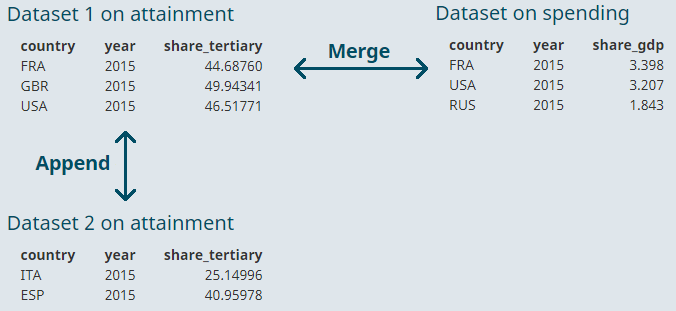 Dataset 1 on attainment
country year share_tertiary
FRA 2015 44.68760
GBR 2015 49.94341
USA 2015 46.51771
Merge
Dataset on spending
country year share_gdp
FRA 2015 3.398
USA 2015 3.207
RUS 2015 1.843
Append
Dataset 2 on attainment
country year share_tertiary
ITA 2015 25.14996
ESP 2015 40.95978